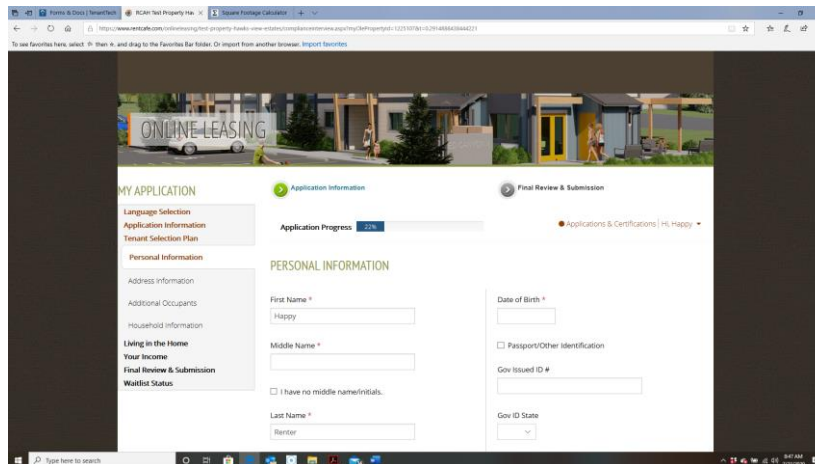 Forms & Docs | TenantTech
RCAH Test Property Haw
Square Footage Calculator
To see favorites here, select then, and drag to the Favorites Bar folder. Or import from another browser. Import favorites
ONLINE LEASING
MY APPLICATION
Language Selection
Application Information
Tenant Selection Plan
Personal Information
Address Information
Additional Occupants
Household Information
Living in the Home
Your Income
Final Review & Submission
Waitlist Status
Application Information
Final Review & Submission
Application Progress 22%
Applications & Certifications | Hi, Happy
PERSONAL INFORMATION
First Name *
Happy
Middle Name *
I have no middle name/initials.
Last Name *
Renter
Date of Birth *
Passport/Other Identification
Gov Issued ID #
Gov ID State
Type here to search
8:47 AM